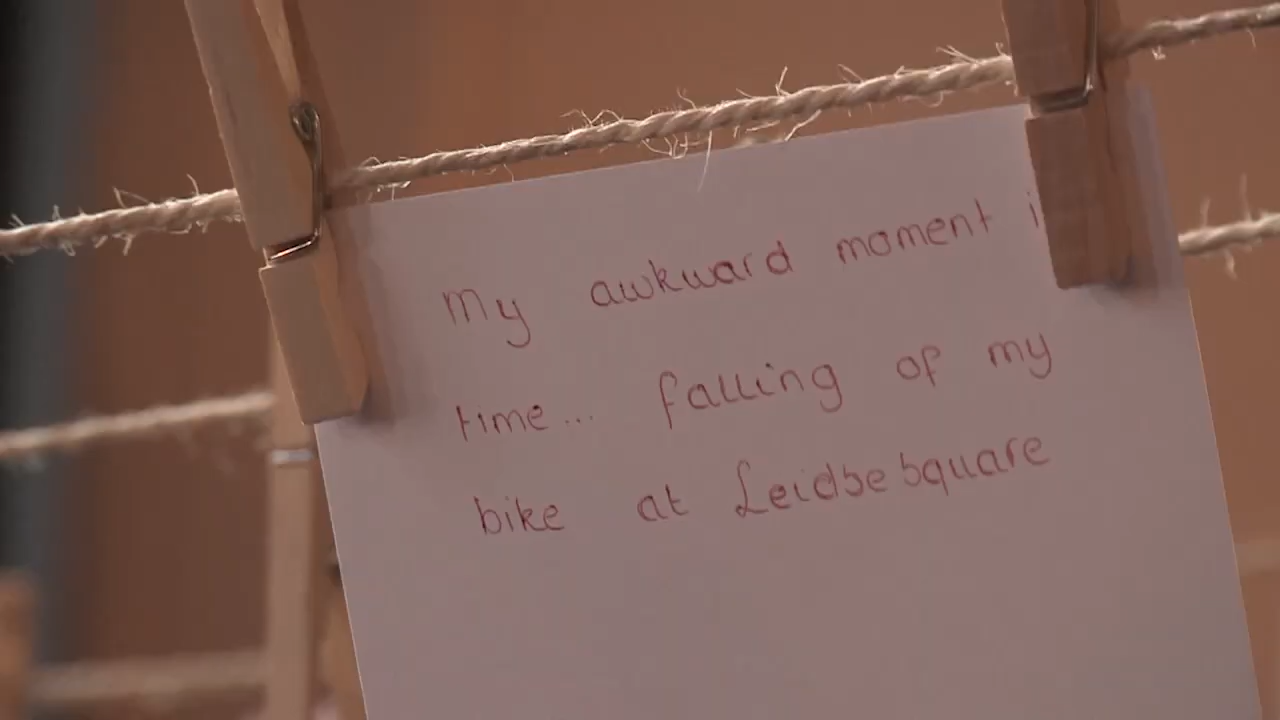 My awkward moment i
time... falling of my
bike at Leidsesquare